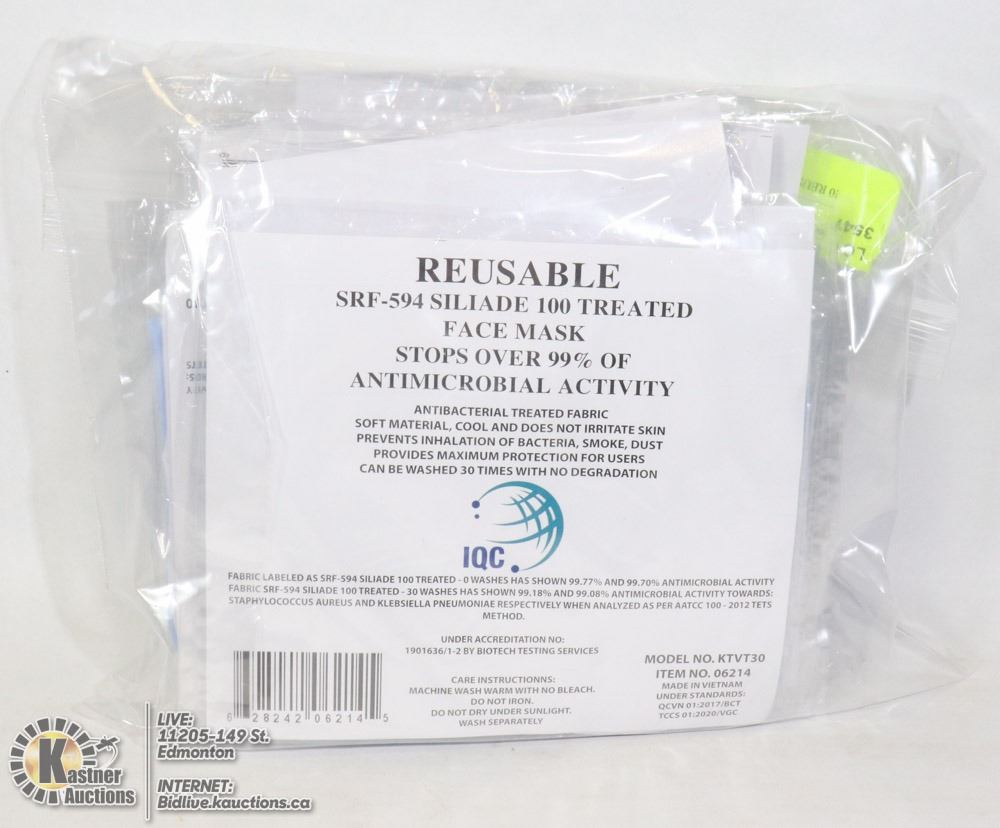 REUSABLE
SRF-594 SILIADE 100 TREATED
FACE MASK
STOPS OVER 99% OF
ANTIMICROBIAL ACTIVITY
ANTIBACTERIAL TREATED FABRIC
SOFT MATERIAL, COOL AND DOES NOT IRRITATE SKIN
PREVENTS INHALATION OF BACTERIA, SMOKE, DUST
PROVIDES MAXIMUM PROTECTION FOR USERS
CAN BE WASHED 30 TIMES WITH NO DEGRADATION
IQC
FABRIC LABELED AS SRF-594 SILIADE 100 TREATED - 0 WASHES HAS SHOWN 99.77% AND 99.70% ANTIMICROBIAL ACTIVITY
FABRIC SRF-594 SILIADE 100 TREATED - 30 WASHES HAS SHOWN 99.18% AND 99.08% ANTIMICROBIAL ACTIVITY TOWARDS:
STAPHYLOCOCCUS AUREUS AND KLEBSIELLA PNEUMONIAE RESPECTIVELY WHEN ANALYZED AS PER AATCC 100 - 2012 TETS
METHOD.
UNDER ACCREDITATION NO:
1901636/1-2 BY BIOTECH TESTING SERVICES
CARE INSTRUCTIONNS:
MACHINE WASH WARM WITH NO BLEACH.
DO NOT IRON.
DO NOT DRY UNDER SUNLIGHT.
WASH SEPARATELY
MODEL NO. KTVT30
ITEM NO. 06214
MADE IN VIETNAM
UNDER STANDARDS:
QCVN 01:2017/BCT
TCCS 01:2020/VGC
6 28242 06214 5
Kastner
Auctions
LIVE:
11205-149 St.
Edmonton
INTERNET:
Bidlive.kauctions.ca